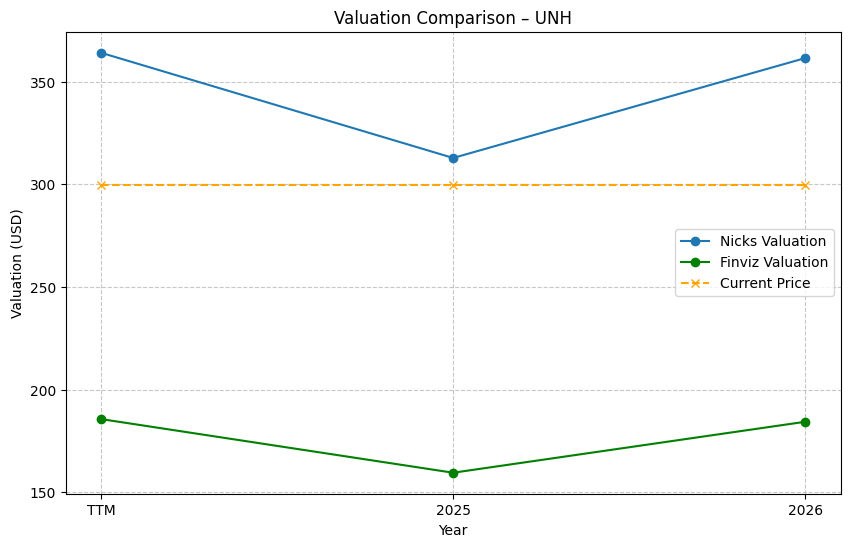 Valuation Comparison – UNH
Valuation (USD)
350
300
250
200
150
TTM
2025
2026
Year
Nicks Valuation
Finviz Valuation
Current Price